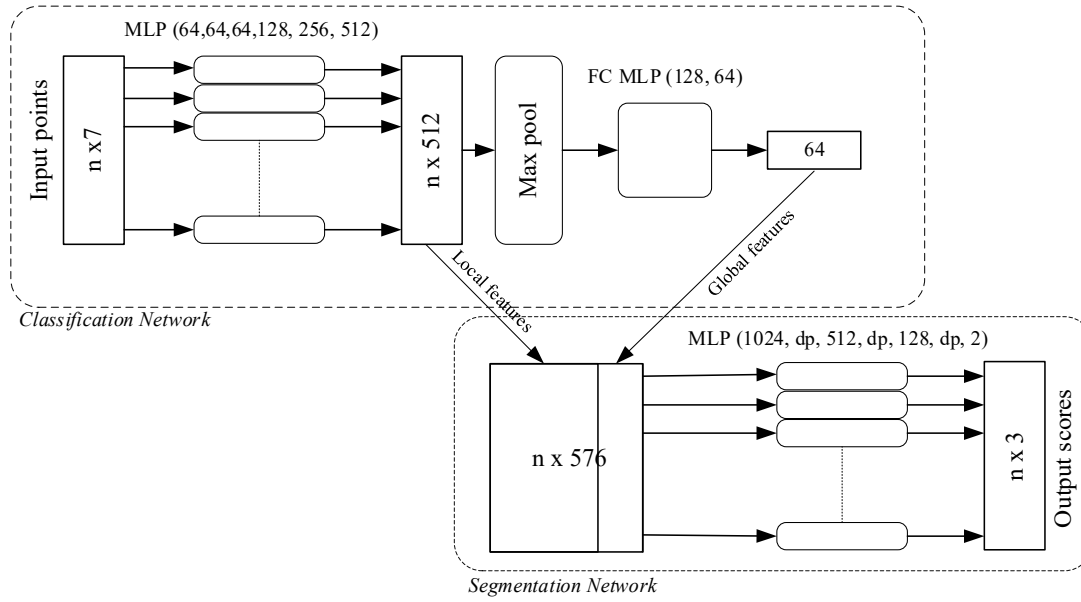 MLP (64,64,64,128, 256, 512)
Input points
n x7
n x 512
Max pool
FC MLP (128, 64)
64
Local features
Global features
Classification Network
MLP (1024, dp, 512, dp, 128, dp, 2)
n x 576
n x 3
Output scores
Segmentation Network